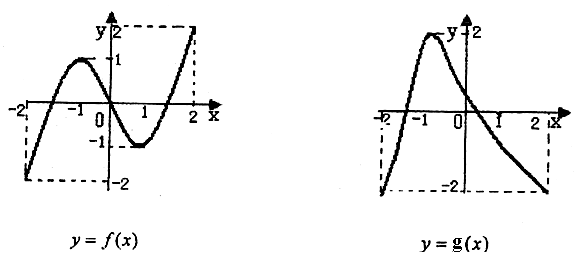 y 2
1
-2 -1 0 1 2 x
-1
-2
y = f(x)
y 2
-2 -1 0 1 2 x
-2
y = g(x)